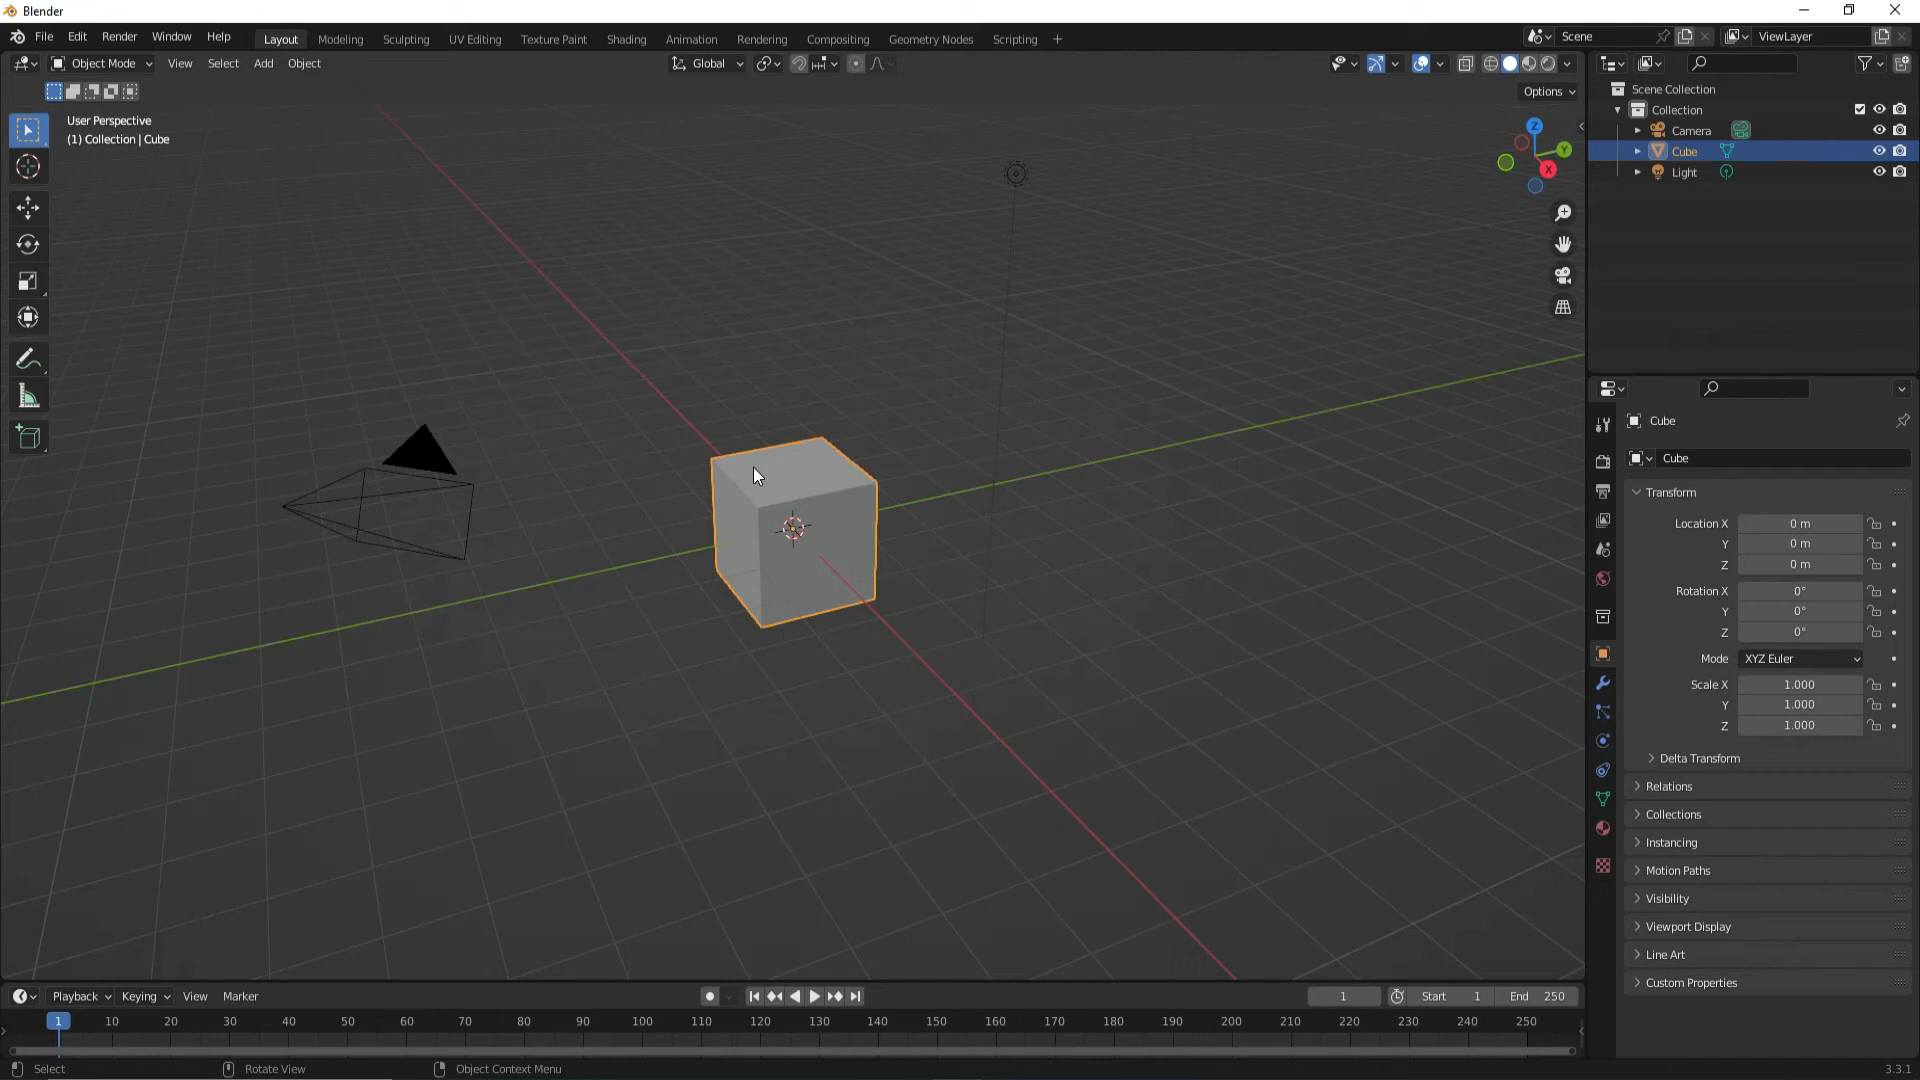 Blender
File Edit Render Window Help
Layout Modeling Sculpting UV Editing Texture Paint Shading Animation Rendering Compositing Geometry Nodes Scripting +
Scene
ViewLayer
Object Mode View Select Add Object
Global
Options
User Perspective
(1) Collection | Cube
Z
Y
X
Scene Collection
Collection
Camera
Cube
Light
Cube
Cube
Transform
Location X 0 m
Y 0 m
Z 0 m
Rotation X 0°
Y 0°
Z 0°
Mode XYZ Euler
Scale X 1.000
Y 1.000
Z 1.000
Delta Transform
Relations
Collections
Instancing
Motion Paths
Visibility
Viewport Display
Line Art
Custom Properties
Playback Keying View Marker
1 Start 1 End 250
1 10 20 30 40 50 60 70 80 90 100 110 120 130 140 150 160 170 180 190 200 210 220 230 240 250
Select Rotate View Object Context Menu
3.3.1